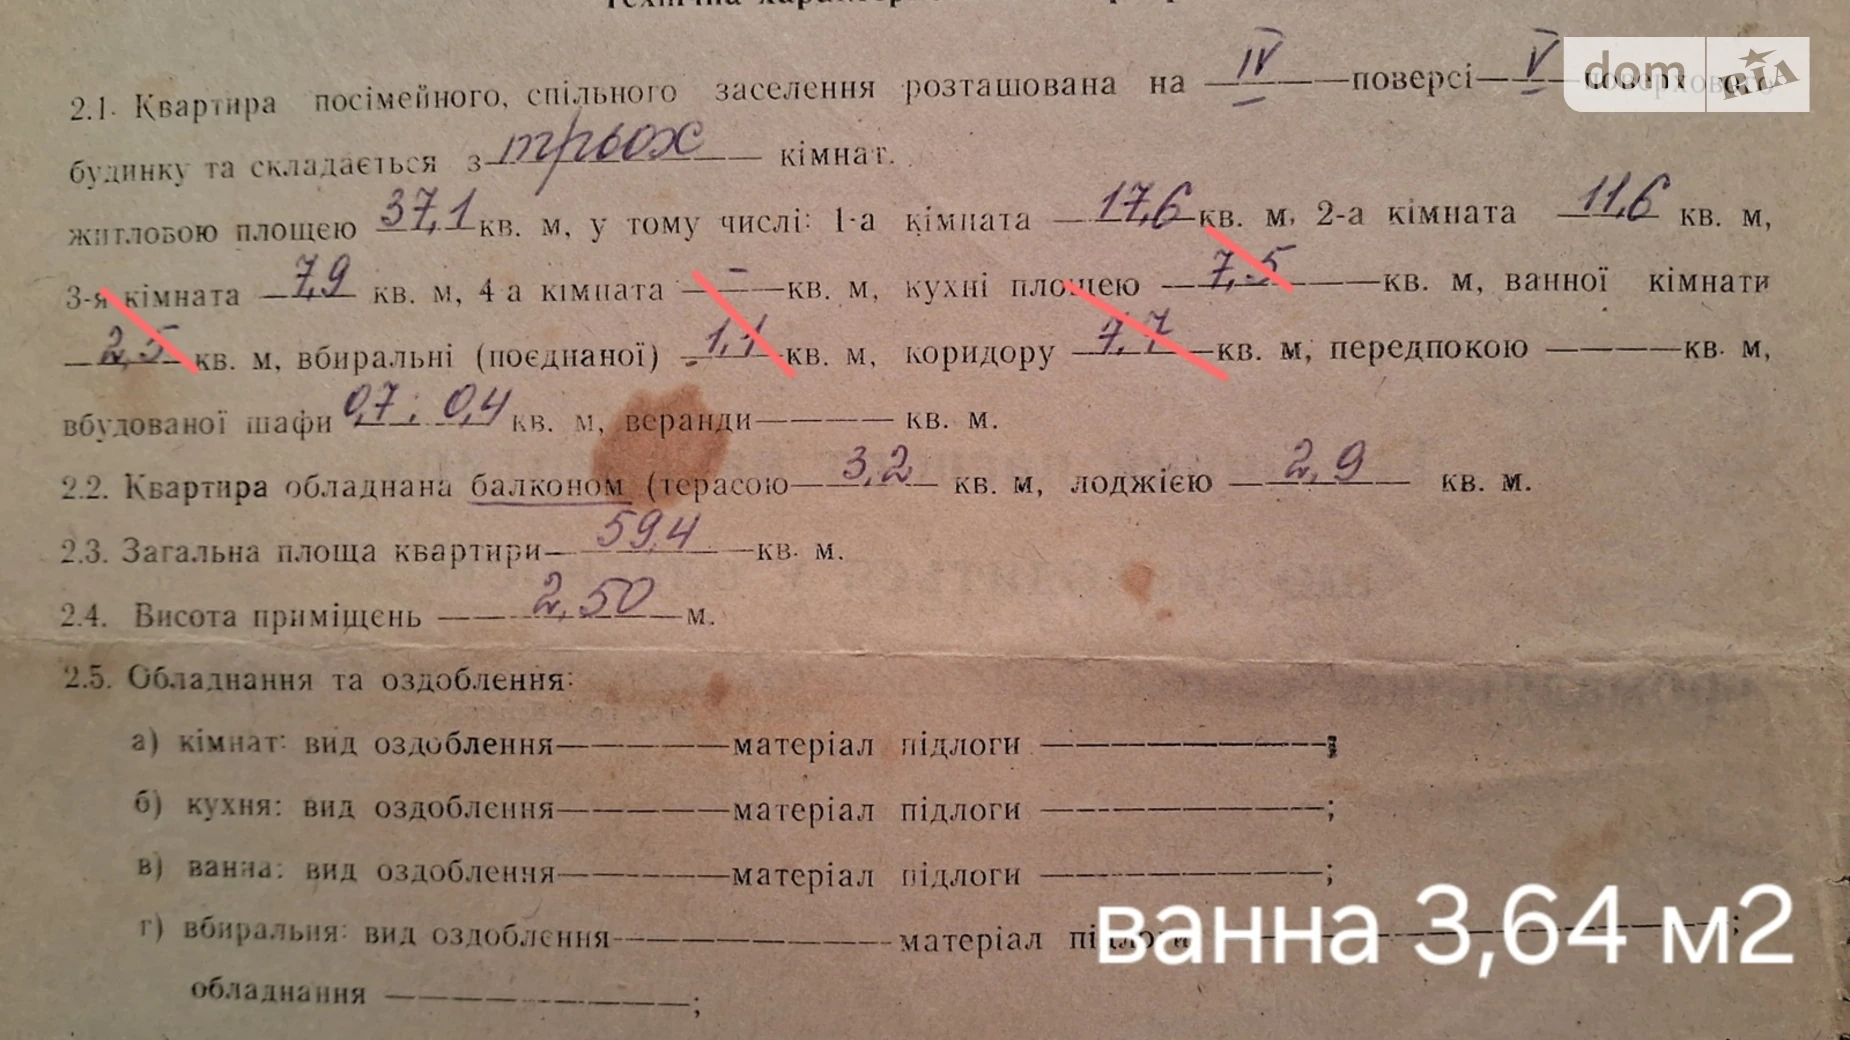 2.1. Квартира посімейного, спільного заселення розташована на IV поверсі V поверхового
dom RIA
будинку та складається з трьох кімнат.
житлобою площею 37,1 кв. м, у тому числі: 1-а кімната 17,6 кв. м, 2-а кімната 11,6 кв. м,
3-я кімната 7,9 кв. м, 4 а кімната – кв. м, кухні площею 7,5 кв. м, ванної кімнати
2,5 кв. м, вбиральні (поєднаної) 1,1 кв. м, коридору 7,7 кв. м, передпокою ———— кв. м,
вбудованої шафи 0,7; 0,4 кв. м, веранди ———— кв. м.
2.2. Квартира обладнана балконом (терасою 3,2 кв. м, лоджією 2,9 кв. м.
2.3. Загальна площа квартири 59,4 кв. м.
2.4. Висота приміщень 2,50 м.
2.5. Обладнання та оздоблення:
а) кімнат: вид оздоблення ———— матеріал підлоги ————;
б) кухня: вид оздоблення ———— матеріал підлоги ————;
в) ванна: вид оздоблення ———— матеріал підлоги ————;
г) вбиральня: вид оздоблення ———— матеріал підлоги ————;
ванна 3,64 м2
обладнання ————;